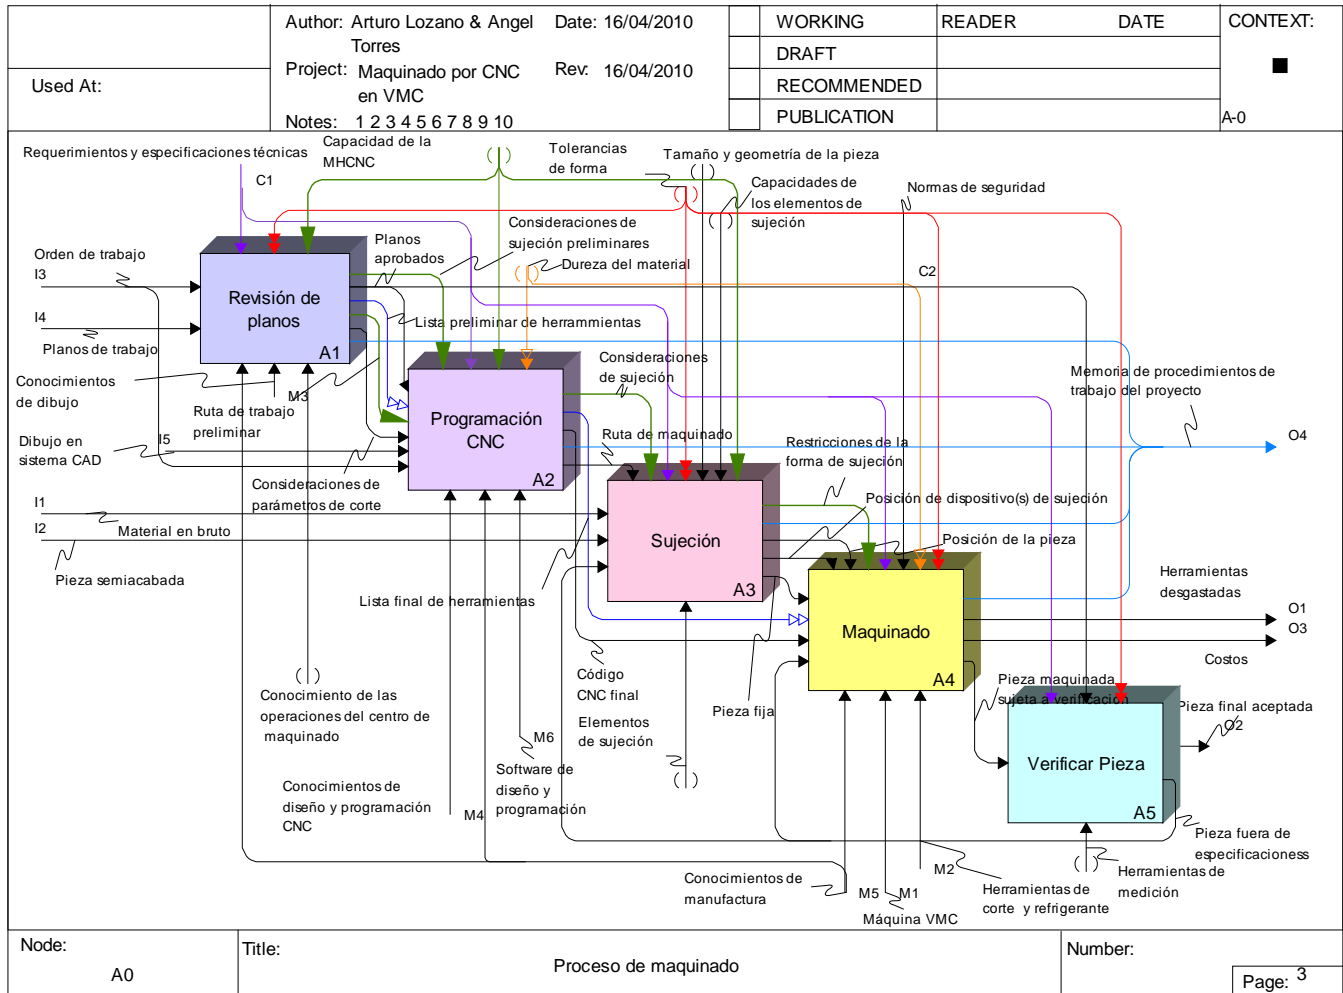 Used At:
Author: Arturo Lozano & Angel
Torres
Date: 16/04/2010
Project: Maquinado por CNC
en VMC
Rev: 16/04/2010
Notes: 1 2 3 4 5 6 7 8 9 10
WORKING
DRAFT
RECOMMENDED
PUBLICATION
READER
DATE
CONTEXT:
A-0
Requerimientos y especificaciones técnicas
C1
Capacidad de la
MHCNC
Tolerancias
de forma
Tamaño y geometría de la pieza
Capacidades de
los elementos de
sujeción
Normas de seguridad
Consideraciones de
sujeción preliminares
Planos
aprobados
Dureza del material
C2
Orden de trabajo
I3
I4
Planos de trabajo
Revisión de
planos
A1
Lista preliminar de herrammientas
Conocimientos
de dibujo
M3
Ruta de trabajo
preliminar
Programación
CNC
A2
Consideraciones
de sujeción
Memoria de procedimientos de
trabajo del proyecto
O4
Dibujo en
sistema CAD
I5
Ruta de maquinado
Restricciones de la
forma de sujeción
Consideraciones de
parámetros de corte
Posición de dispositivo(s) de sujeción
I1
I2
Material en bruto
Pieza semiacabada
Sujeción
A3
Posición de la pieza
Lista final de herramientas
Herramientas
desgastadas
O1
O3
Maquinado
A4
Costos
Código
CNC final
Pieza fija
Pieza maquinada
sujeta a verificación
Conocimiento de las
operaciones del centro de
maquinado
Elementos
de sujeción
Pieza final aceptada
O2
M6
Software de
diseño y
programación
Verificar Pieza
A5
Conocimientos de
diseño y programación
CNC
M4
Pieza fuera de
especificacioness
Conocimientos de
manufactura
M5
M1
Máquina VMC
M2
Herramientas de
corte y refrigerante
Herramientas de
medición
Node:
A0
Title:
Proceso de maquinado
Number:
Page: 3